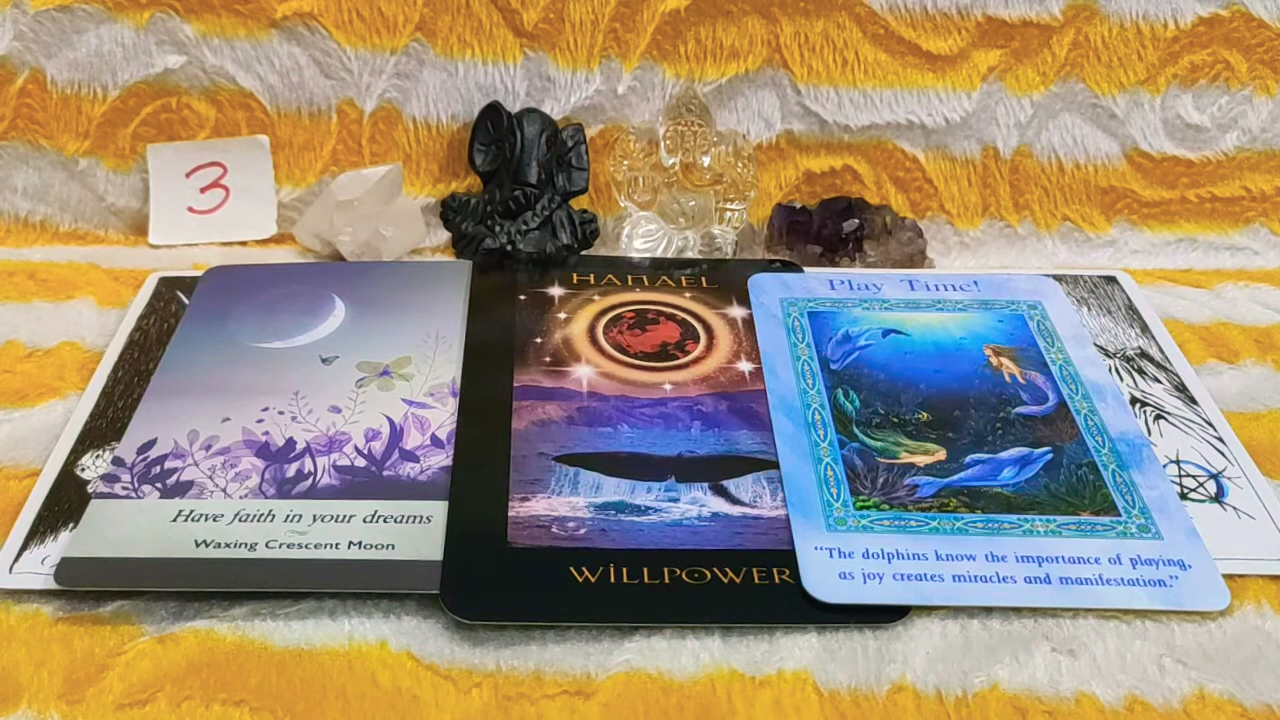 3
Have faith in your dreams
Waxing Crescent Moon
HANAEL
WILLPOWER
Play Time!
“The dolphins know the importance of playing,
as joy creates miracles and manifestation.”